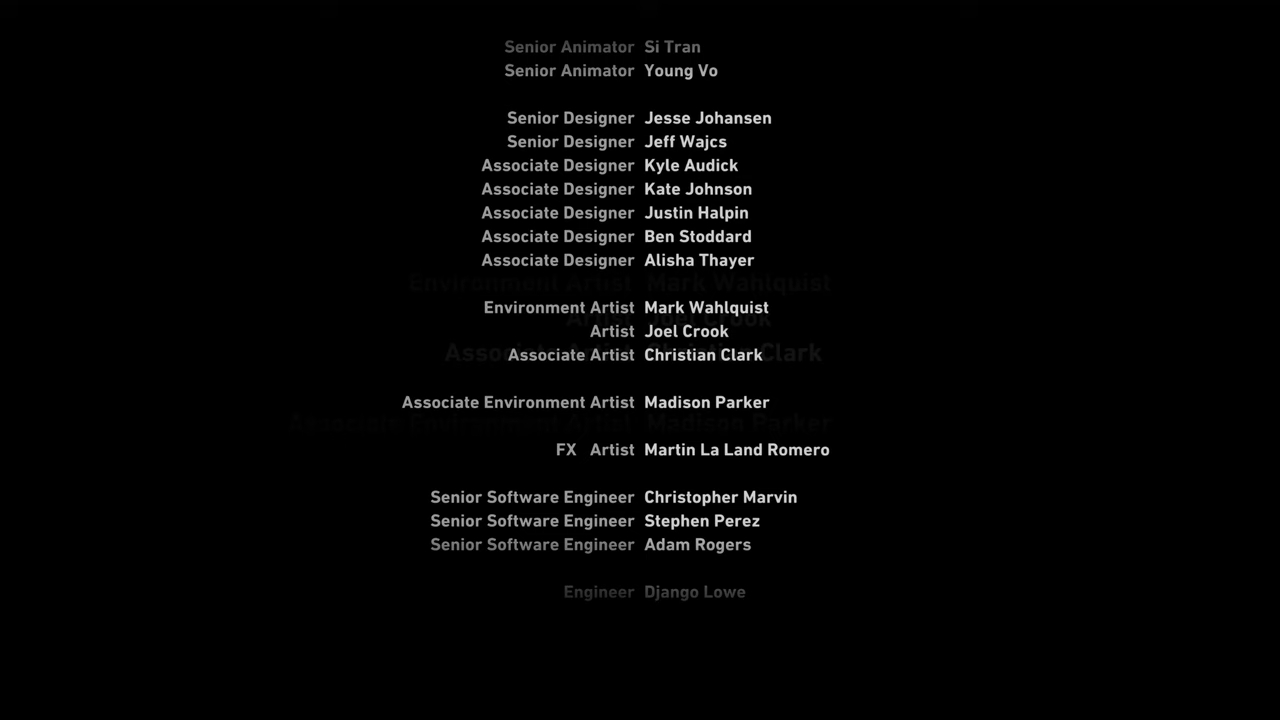 Senior Animator Si Tran
Senior Animator Young Vo
Senior Designer Jesse Johansen
Senior Designer Jeff Wajcs
Associate Designer Kyle Audick
Associate Designer Kate Johnson
Associate Designer Justin Halpin
Associate Designer Ben Stoddard
Associate Designer Alisha Thayer
Environment Artist Mark Wahlquist
Artist Joel Crook
Associate Artist Christian Clark
Associate Environment Artist Madison Parker
FX Artist Martin La Land Romero
Senior Software Engineer Christopher Marvin
Senior Software Engineer Stephen Perez
Senior Software Engineer Adam Rogers
Engineer Django Lowe